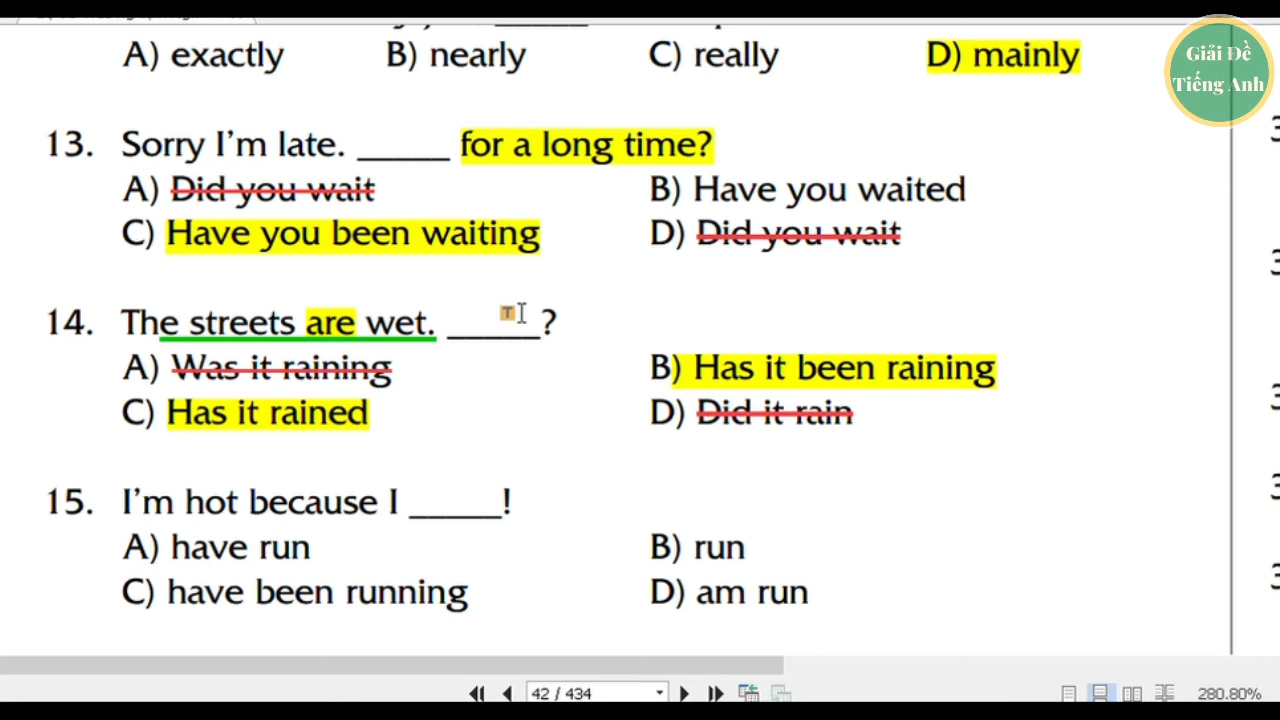 A) exactly B) nearly C) really D) mainly
Giải Đề
Tiếng Anh
13. Sorry I'm late. _____ for a long time?
A) Did you wait B) Have you waited
C) Have you been waiting D) Did you wait
14. The streets are wet. _____?
A) Was it raining B) Has it been raining
C) Has it rained D) Did it rain
15. I'm hot because I _____!
A) have run B) run
C) have been running D) am run
42 / 434
280.80%